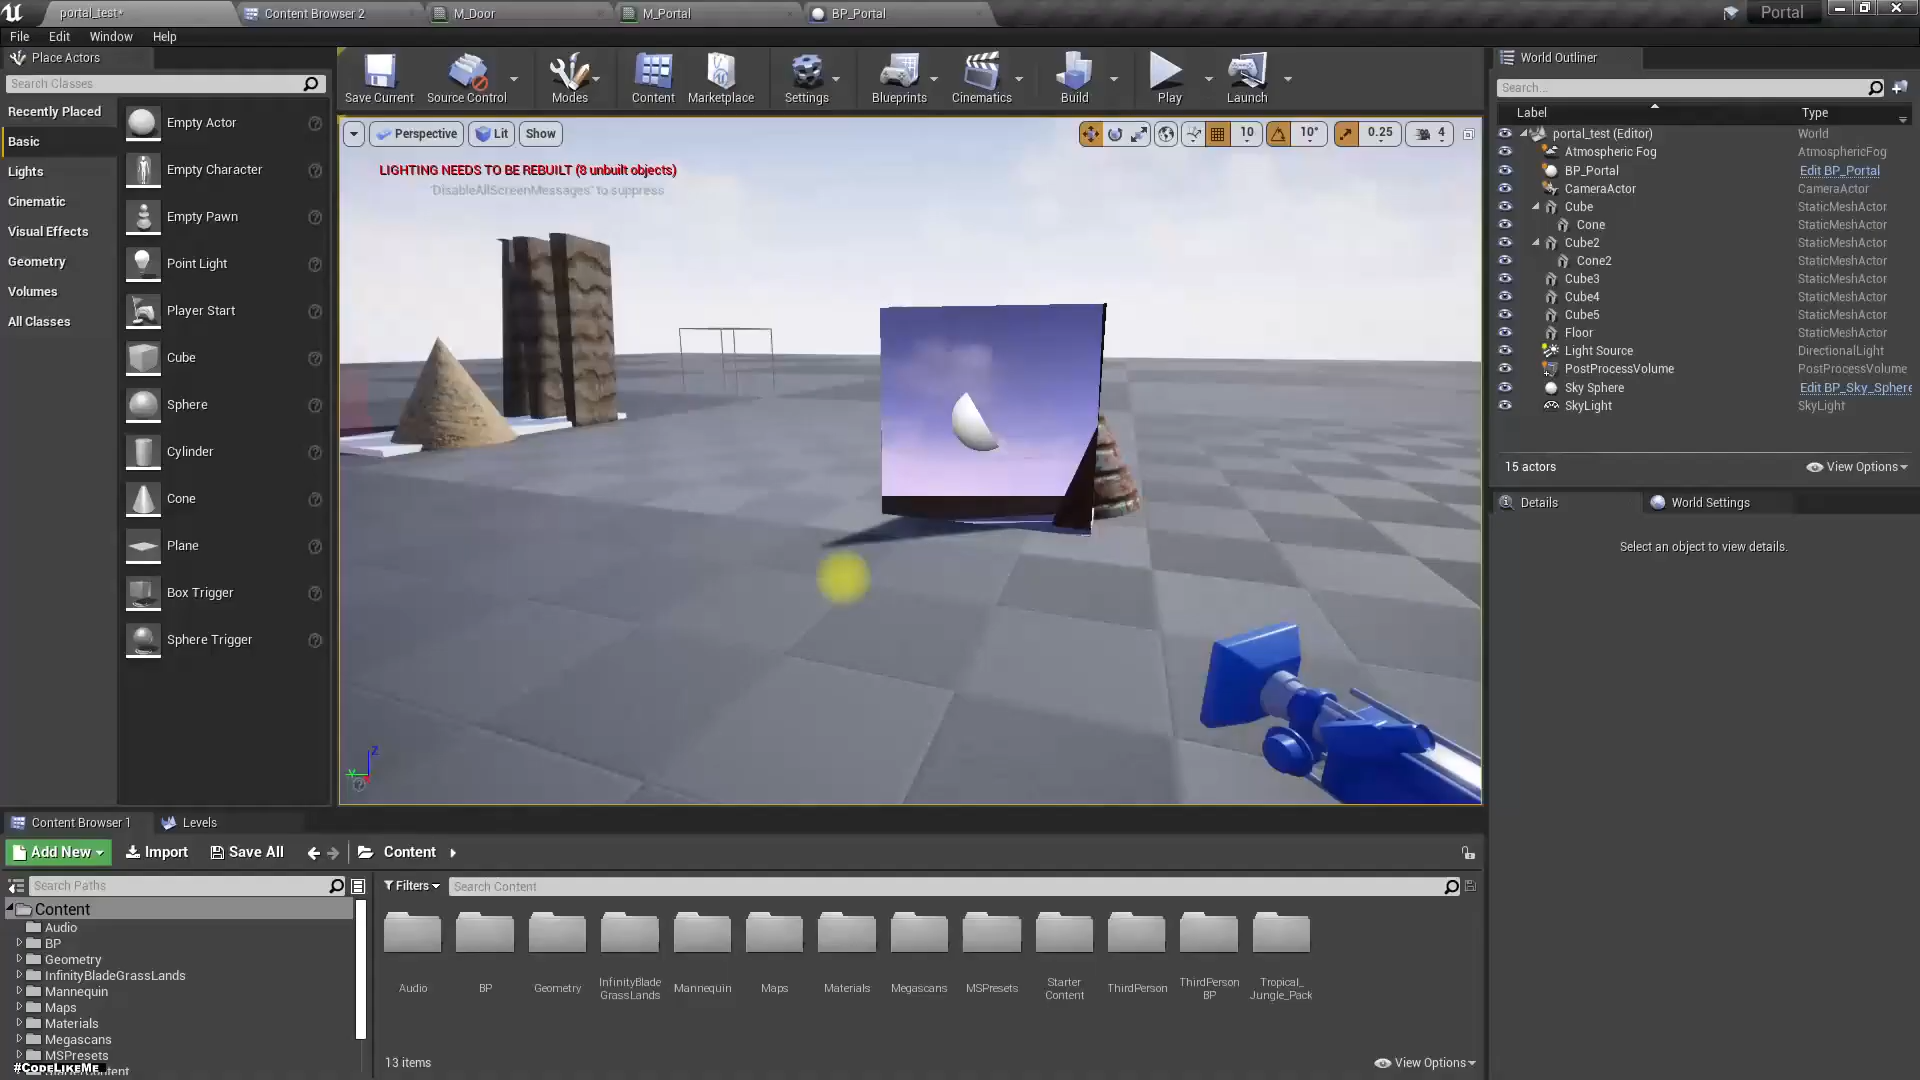 portal_test*
Content Browser 2
M_Door
M_Portal
BP_Portal
Portal
File Edit Window Help
Place Actors
Search Classes
Recently Placed
Basic
Lights
Cinematic
Visual Effects
Geometry
Volumes
All Classes
Empty Actor
Empty Character
Empty Pawn
Point Light
Player Start
Cube
Sphere
Cylinder
Cone
Plane
Box Trigger
Sphere Trigger
Save Current
Source Control
Modes
Content
Marketplace
Settings
Blueprints
Cinematics
Build
Play
Launch
Perspective
Lit
Show
10
10°
0.25
4
LIGHTING NEEDS TO BE REBUILT (8 unbuilt objects)
'DisableAllScreenMessages' to suppress
Z
World Outliner
Search...
Label Type
portal_test (Editor) World
Atmospheric Fog AtmosphericFog
BP_Portal Edit BP_Portal
CameraActor CameraActor
Cube StaticMeshActor
Cone StaticMeshActor
Cube2 StaticMeshActor
Cone2 StaticMeshActor
Cube3 StaticMeshActor
Cube4 StaticMeshActor
Cube5 StaticMeshActor
Floor StaticMeshActor
Light Source DirectionalLight
PostProcessVolume PostProcessVolume
Sky Sphere Edit BP_Sky_Sphere
SkyLight SkyLight
15 actors
View Options
Details
World Settings
Select an object to view details.
Content Browser 1
Levels
Add New
Import
Save All
Content
Search Paths
Content
Audio
BP
Geometry
InfinityBladeGrassLands
Mannequin
Maps
Materials
Megascans
MSPresets
#CodeLikeMe
Filters
Search Content
Audio
BP
Geometry
InfinityBlade
GrassLands
Mannequin
Maps
Materials
Megascans
MSPresets
Starter
Content
ThirdPerson
ThirdPerson
BP
Tropical_
Jungle_Pack
13 items
View Options